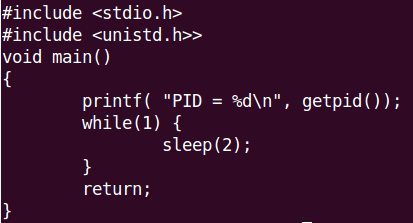 #include <stdio.h>
#include <unistd.h>>
void main()
{
        printf( "PID = %d\n", getpid());
        while(1) {
                sleep(2);
        }
        return;
}